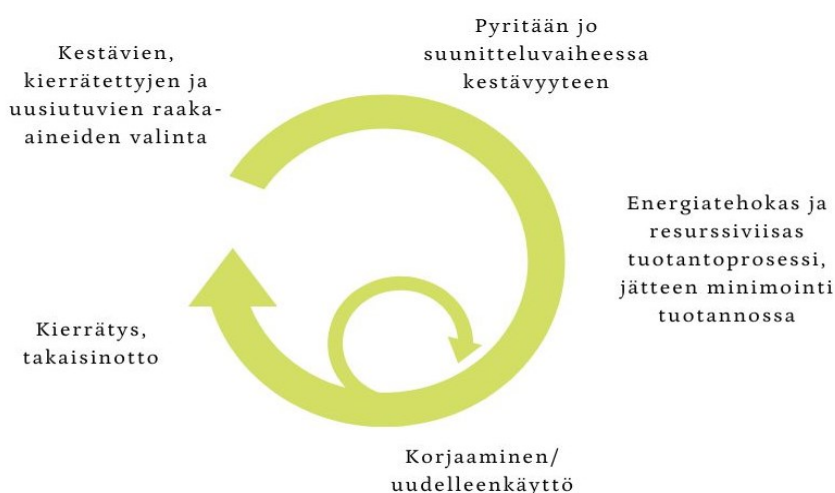 Kestävien,
kierrätettyjen ja
uusiutuvien raaka-
aineiden valinta
Pyritään jo
suunitteluvaiheessa
kestävyyteen
Energiatehokas ja
resurssiviisas
tuotantoprosessi,
jätteen minimointi
tuotannossa
Korjaaminen/
uudelleenkäyttö
Kierrätys,
takaisinotto